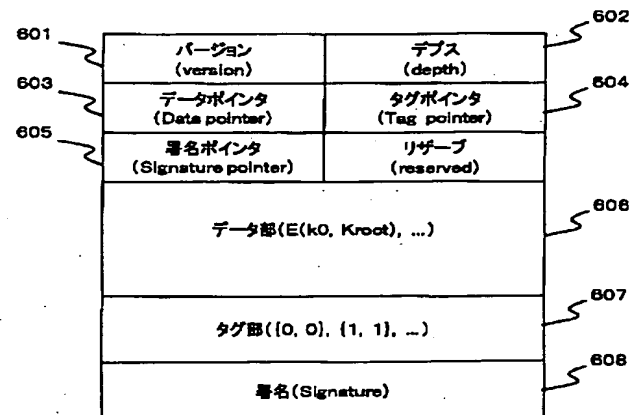 601
602
バージョン
(version)
デプス
(depth)
603
604
データポインタ
(Data pointer)
タグポインタ
(Tag pointer)
605
署名ポインタ
(Signature pointer)
リザーブ
(reserved)
データ部(E(k0, Kroot), ...)
606
タグ部({0, 0}, {1, 1}, ...)
607
署名(Signature)
608